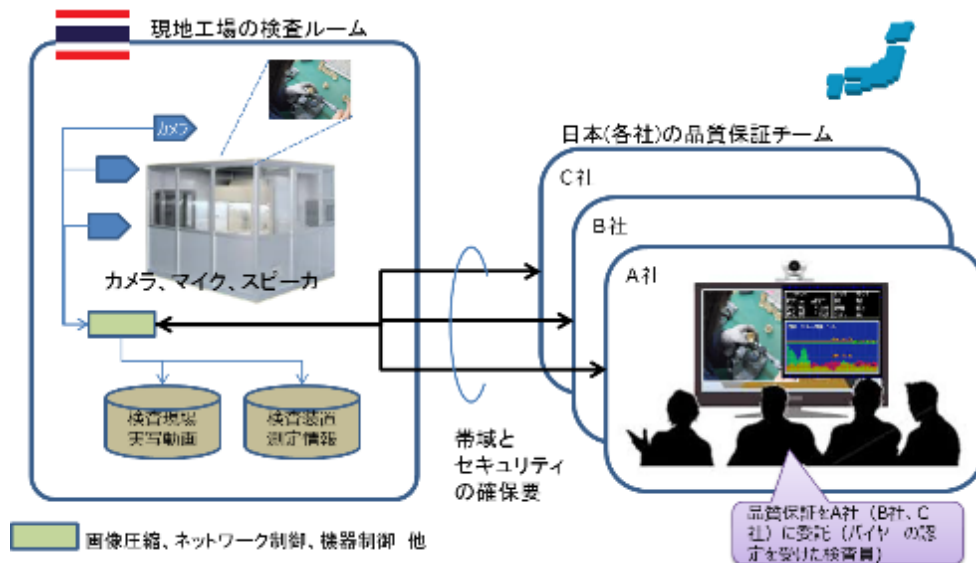 現地工場の検査ルーム
カメラ
カメラ、マイク、スピーカ
検査現場
実写動画
検査装置
測定情報
画像圧縮、ネットワーク制御、機器制御 他
帯域と
セキュリティ
の確保要
日本(各社)の品質保証チーム
C社
B社
A社
品質保証をA社（B社、C
社）に委託（バイヤーの認
定を受けた検査員）